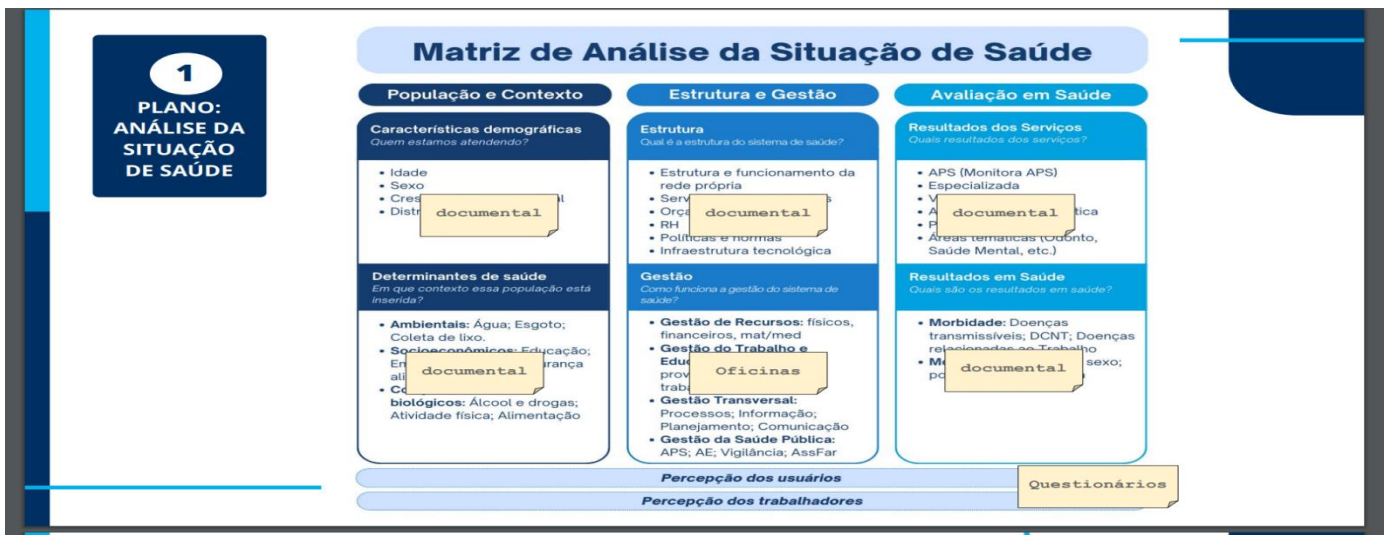 1
PLANO:
ANÁLISE DA
SITUAÇÃO
DE SAÚDE
Matriz de Análise da Situação de Saúde
População e Contexto
Características demográficas
Quem estamos atendendo?
• Idade
• Sexo
documental
Determinantes de saúde
Em que contexto essa população está
inserida?
• Ambientais: Água; Esgoto;
Coleta de lixo.
• Socioeconômicos: Educação;
documental
biológicos: Álcool e drogas;
Atividade física; Alimentação
Estrutura e Gestão
Estrutura
Qual é a estrutura do sistema de saúde?
• Estrutura e funcionamento da
rede própria
documental
• RH
• Políticas e normas
• Infraestrutura tecnológica
Gestão
Como funciona a gestão do sistema de
saúde?
• Gestão de Recursos: físicos,
financeiros, mat/med
• Gestão do Trabalho e
Oficinas
• Gestão Transversal:
Processos; Informação;
Planejamento; Comunicação
• Gestão da Saúde Pública:
APS; AE; Vigilância; AssFar
Avaliação em Saúde
Resultados dos Serviços
Quais resultados dos serviços?
• APS (Monitora APS)
• Especializada
documental
• Áreas temáticas (Odonto,
Saúde Mental, etc.)
Resultados em Saúde
Quais são os resultados em saúde?
• Morbidade: Doenças
transmissíveis; DCNT; Doenças
relacionadas ao Trabalho
sexo;
documental
Percepção dos usuários
Percepção dos trabalhadores
Questionários